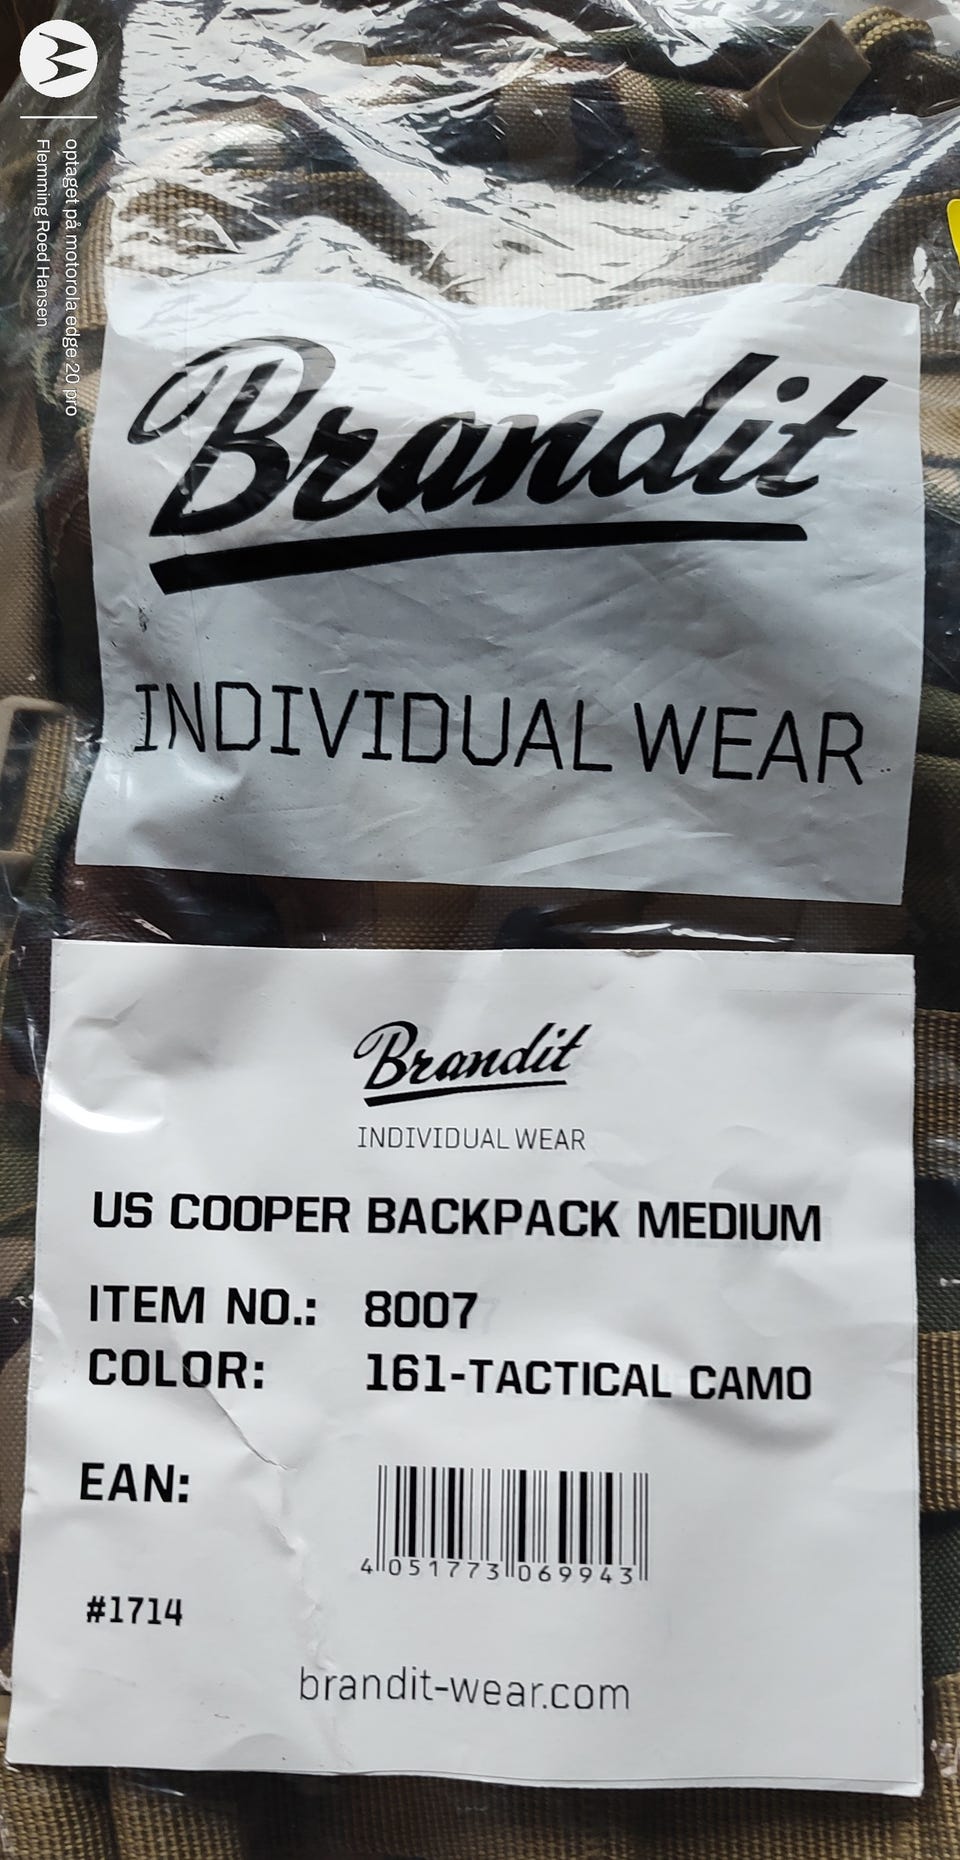 optaget på motorola edge 20 pro
Flemming Roed Hansen
Brandit
INDIVIDUAL WEAR
Brandit
INDIVIDUAL WEAR
US COOPER BACKPACK MEDIUM
ITEM NO.: 8007
COLOR: 161-TACTICAL CAMO
EAN:
4 051773 069943
#1714
brandit-wear.com